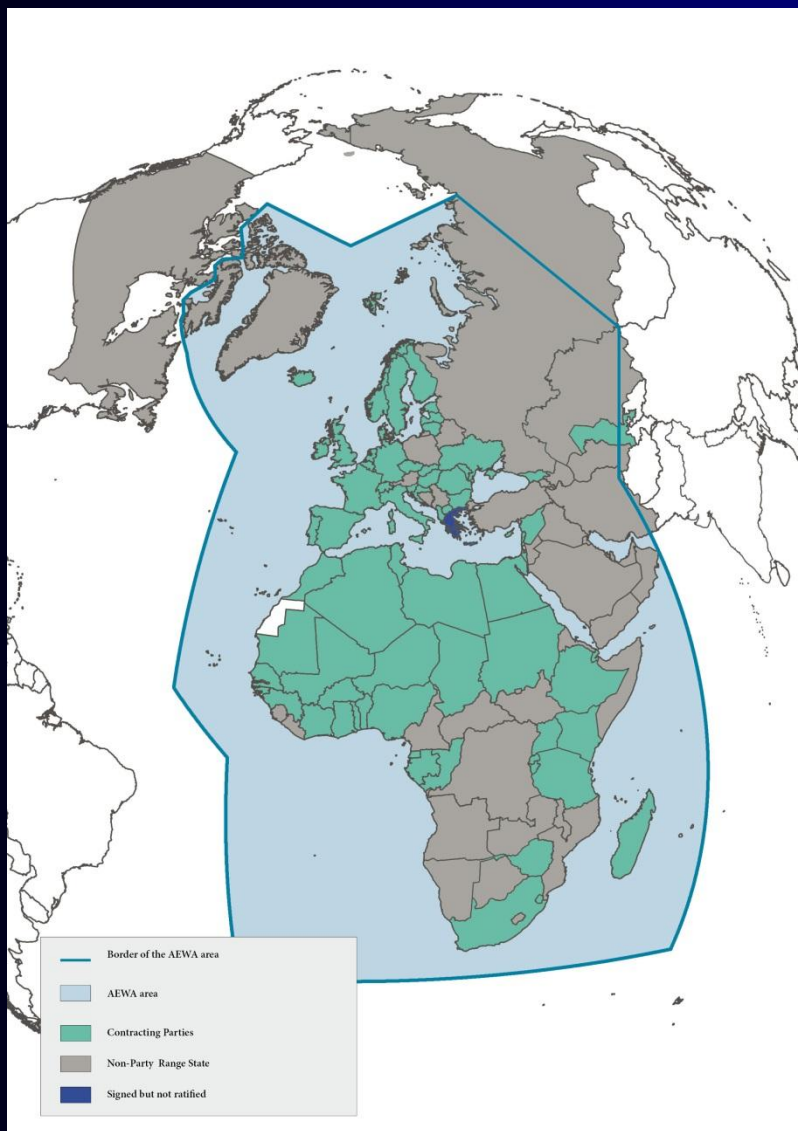 Border of the AEWA area
AEWA area
Contracting Parties
Non-Party Range State
Signed but not ratified